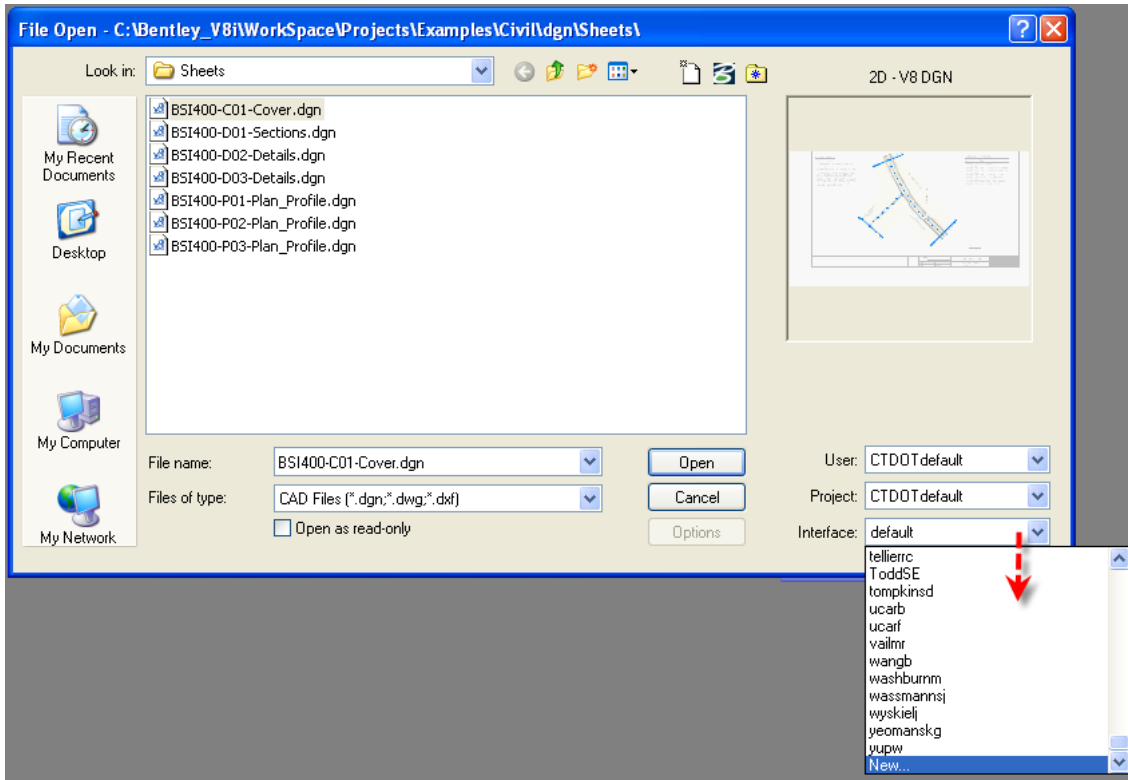 File Open - C:\Bentley_V8i\WorkSpace\Projects\Examples\Civil\dgn\Sheets\
Look in:
Sheets
2D - V8 DGN
My Recent
Documents
Desktop
My Documents
My Computer
My Network
BSI400-C01-Cover.dgn
BSI400-D01-Sections.dgn
BSI400-D02-Details.dgn
BSI400-D03-Details.dgn
BSI400-P01-Plan_Profile.dgn
BSI400-P02-Plan_Profile.dgn
BSI400-P03-Plan_Profile.dgn
File name:
BSI400-C01-Cover.dgn
Open
Files of type:
CAD Files (*.dgn;*.dwg;*.dxf)
Cancel
Open as read-only
Options
User:
CTDOTdefault
Project:
CTDOTdefault
Interface:
default
tellierrc
ToddSE
tompkinsd
ucarb
ucarf
vailmr
wangb
washburnm
wassmannsj
wyskielj
yeomanskg
yupw
New...